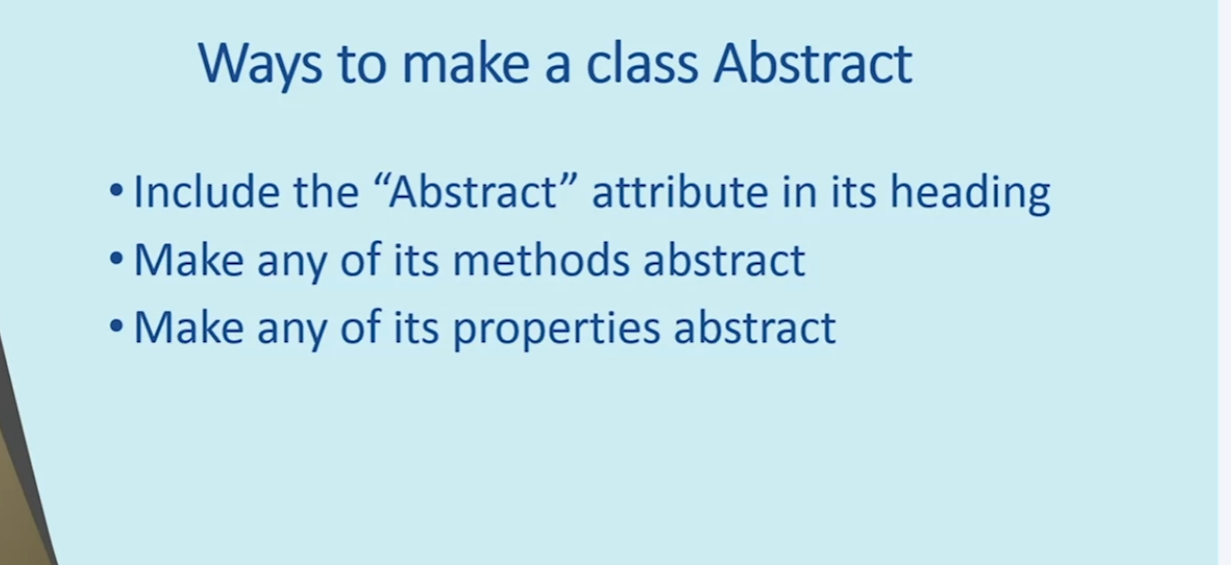 Ways to make a class Abstract
• Include the “Abstract” attribute in its heading
• Make any of its methods abstract
• Make any of its properties abstract